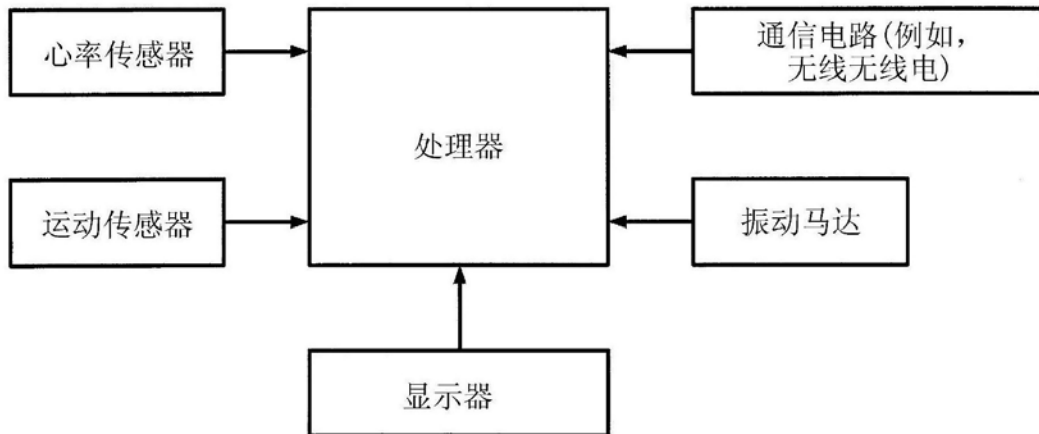 心率传感器
通信电路(例如，
无线无线电)
处理器
运动传感器
振动马达
显示器